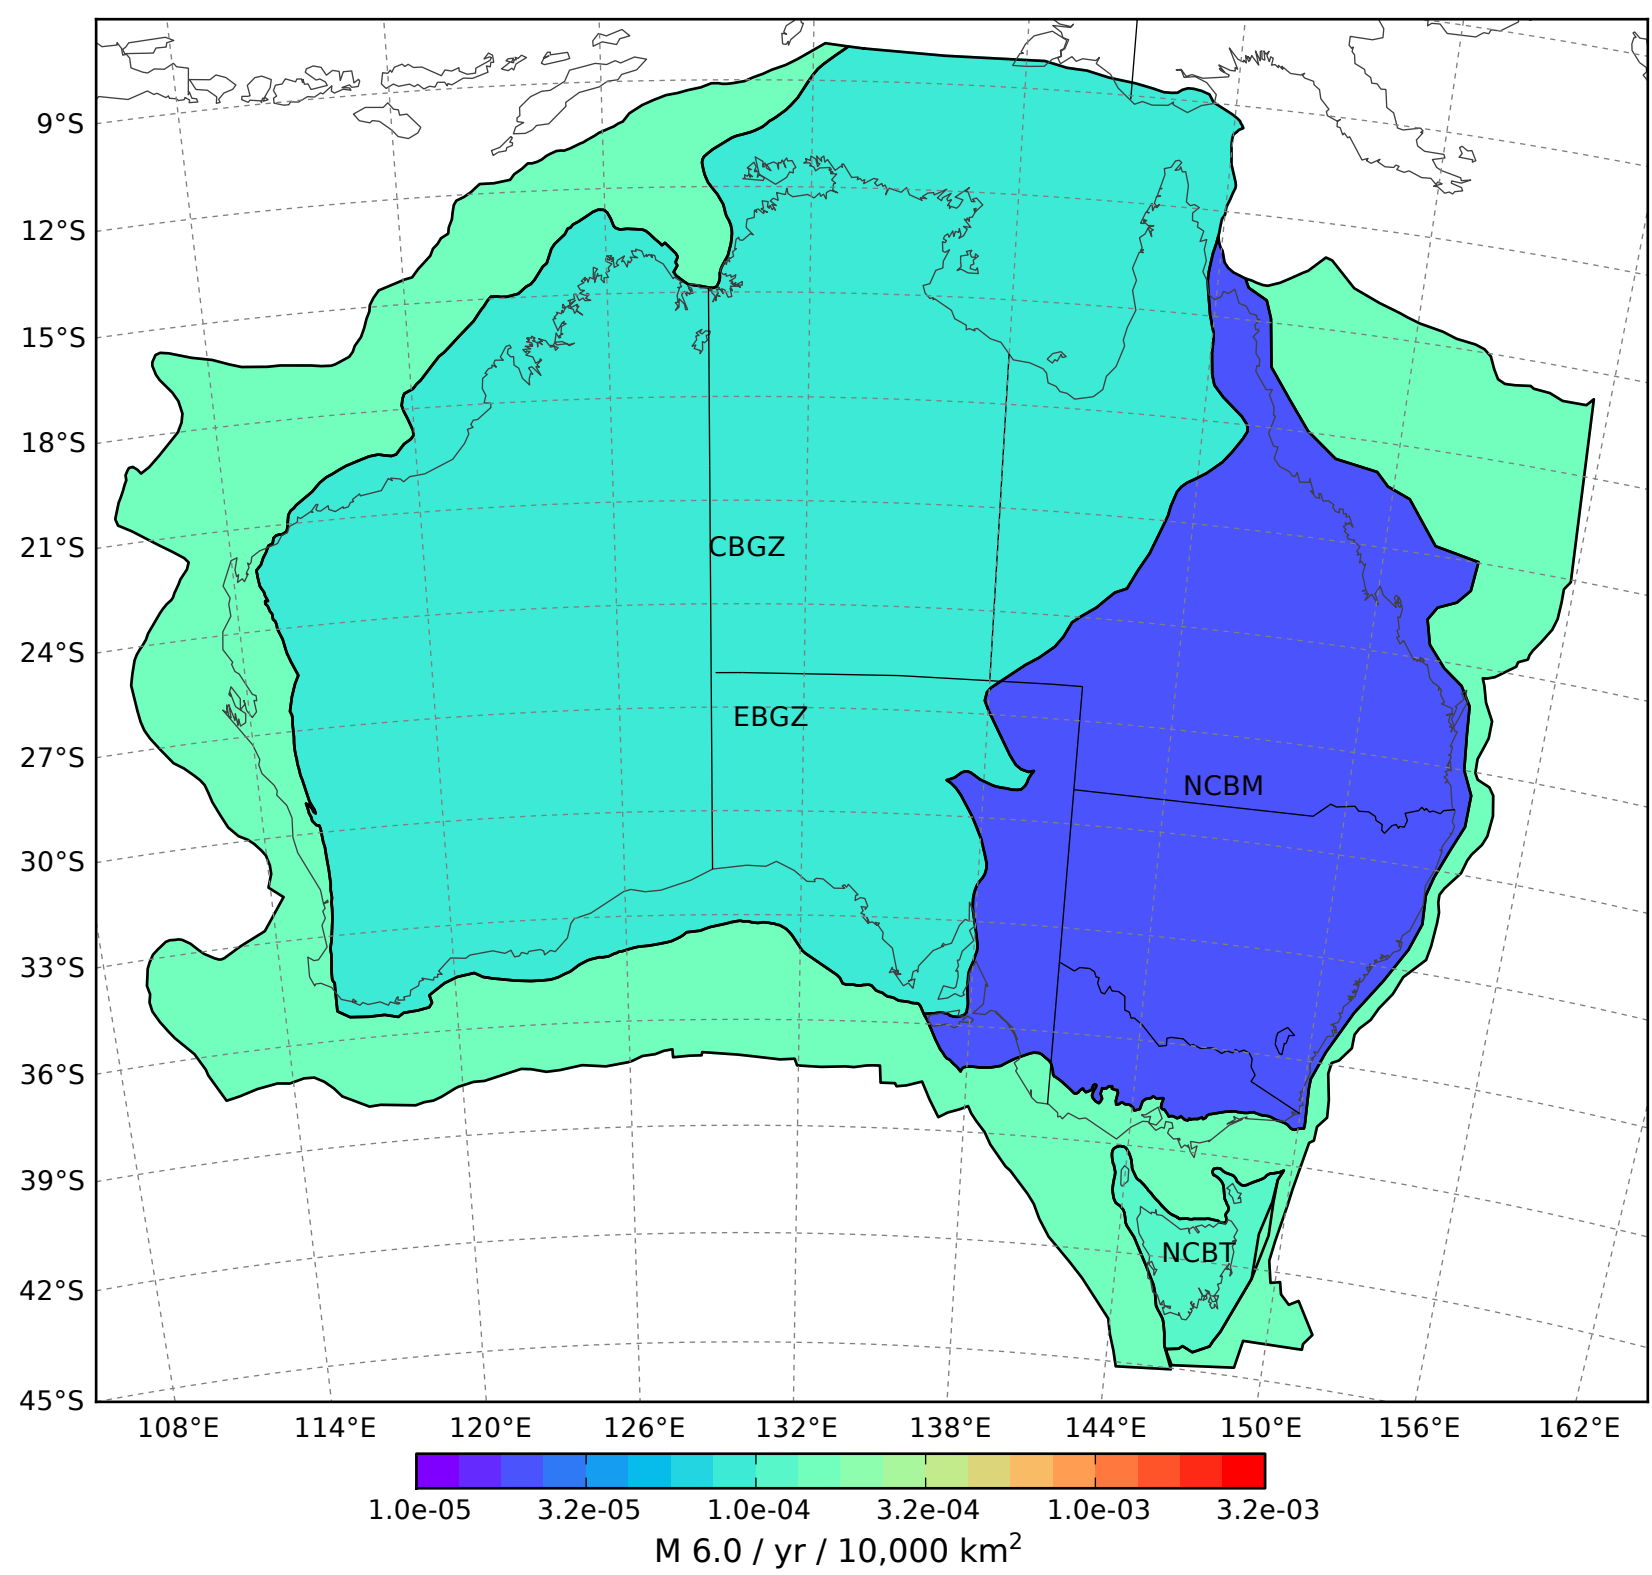 9°S
12°S
15°S
18°S
21°S
24°S
27°S
30°S
33°S
36°S
39°S
42°S
45°S
CBGZ
EBGZ
NCBM
NCBT
108°E 114°E 120°E 126°E 132°E 138°E 144°E 150°E 156°E 162°E
1.0e-05 3.2e-05 1.0e-04 3.2e-04 1.0e-03 3.2e-03
M 6.0 / yr / 10,000 km²